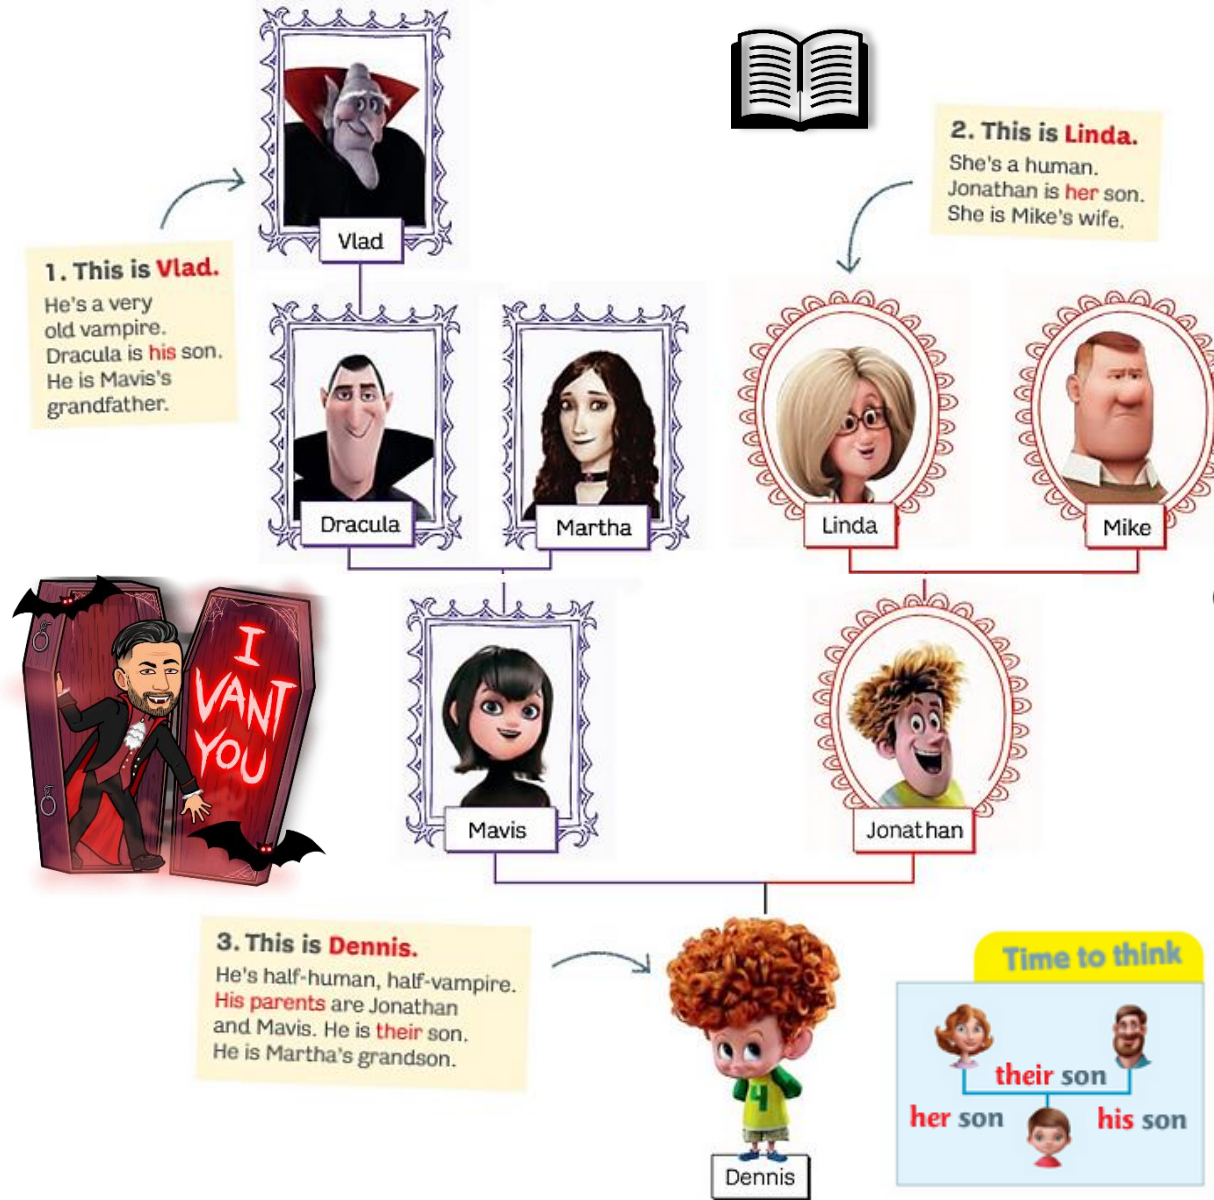 Vlad
2. This is Linda.
She's a human.
Jonathan is her son.
She is Mike's wife.
1. This is Vlad.
He's a very
old vampire.
Dracula is his son.
He is Mavis's
grandfather.
Dracula
Martha
Linda
Mike
I
VANT
YOU
Mavis
Jonathan
3. This is Dennis.
He's half-human, half-vampire.
His parents are Jonathan
and Mavis. He is their son.
He is Martha's grandson.
4
Dennis
Time to think
their son
her son
his son